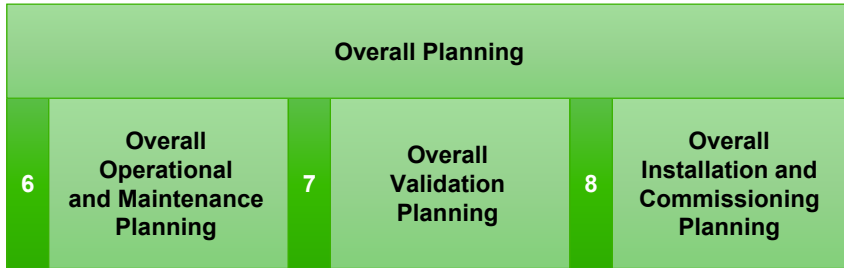 Overall Planning
6
Overall
Operational
and Maintenance
Planning
7
Overall
Validation
Planning
8
Overall
Installation and
Commissioning
Planning